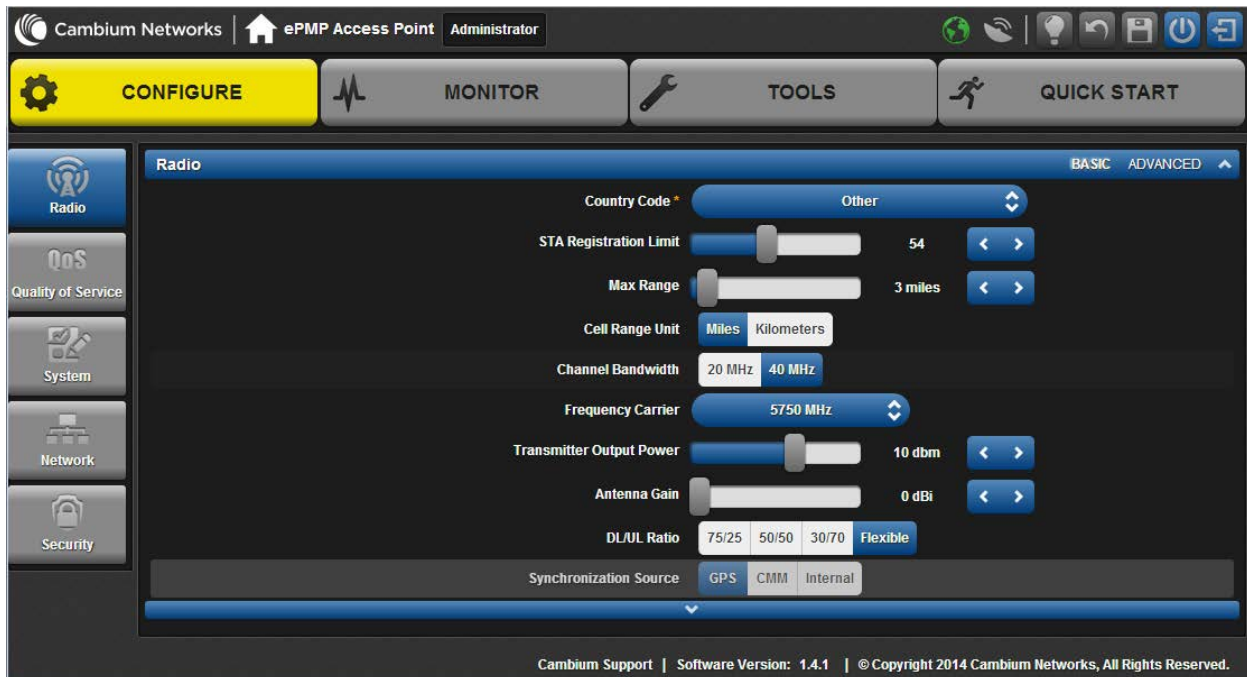 Cambium Networks | ePMP Access Point Administrator
CONFIGURE MONITOR TOOLS QUICK START
Radio
QoS
Quality of Service
System
Network
Security
Radio BASIC ADVANCED
Country Code * Other
STA Registration Limit 54
Max Range 3 miles
Cell Range Unit Miles Kilometers
Channel Bandwidth 20 MHz 40 MHz
Frequency Carrier 5750 MHz
Transmitter Output Power 10 dbm
Antenna Gain 0 dBi
DL/UL Ratio 75/25 50/50 30/70 Flexible
Synchronization Source GPS CMM Internal
Cambium Support | Software Version: 1.4.1 | © Copyright 2014 Cambium Networks, All Rights Reserved.